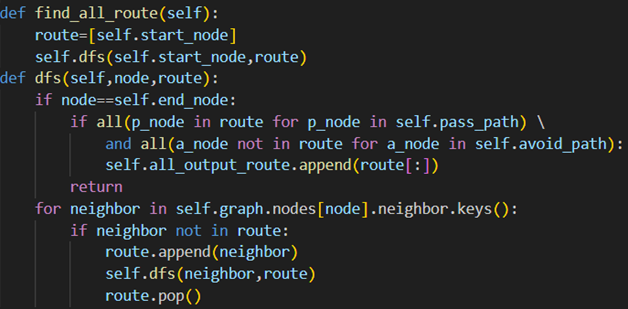 def find_all_route(self):
    route=[self.start_node]
    self.dfs(self.start_node,route)
def dfs(self,node,route):
    if node==self.end_node:
        if all(p_node in route for p_node in self.pass_path) \
            and all(a_node not in route for a_node in self.avoid_path):
            self.all_output_route.append(route[:])
        return
    for neighbor in self.graph.nodes[node].neighbor.keys():
        if neighbor not in route:
            route.append(neighbor)
            self.dfs(neighbor,route)
            route.pop()